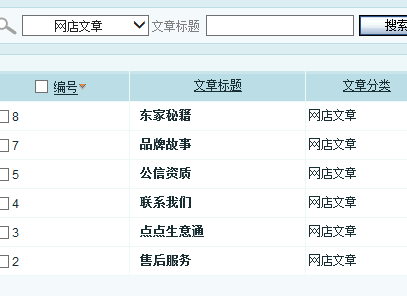 网店文章 文章标题 搜索
编号 文章标题 文章分类
8 东家秘籍 网店文章
7 品牌故事 网店文章
5 公信资质 网店文章
4 联系我们 网店文章
3 点点生意通 网店文章
2 售后服务 网店文章